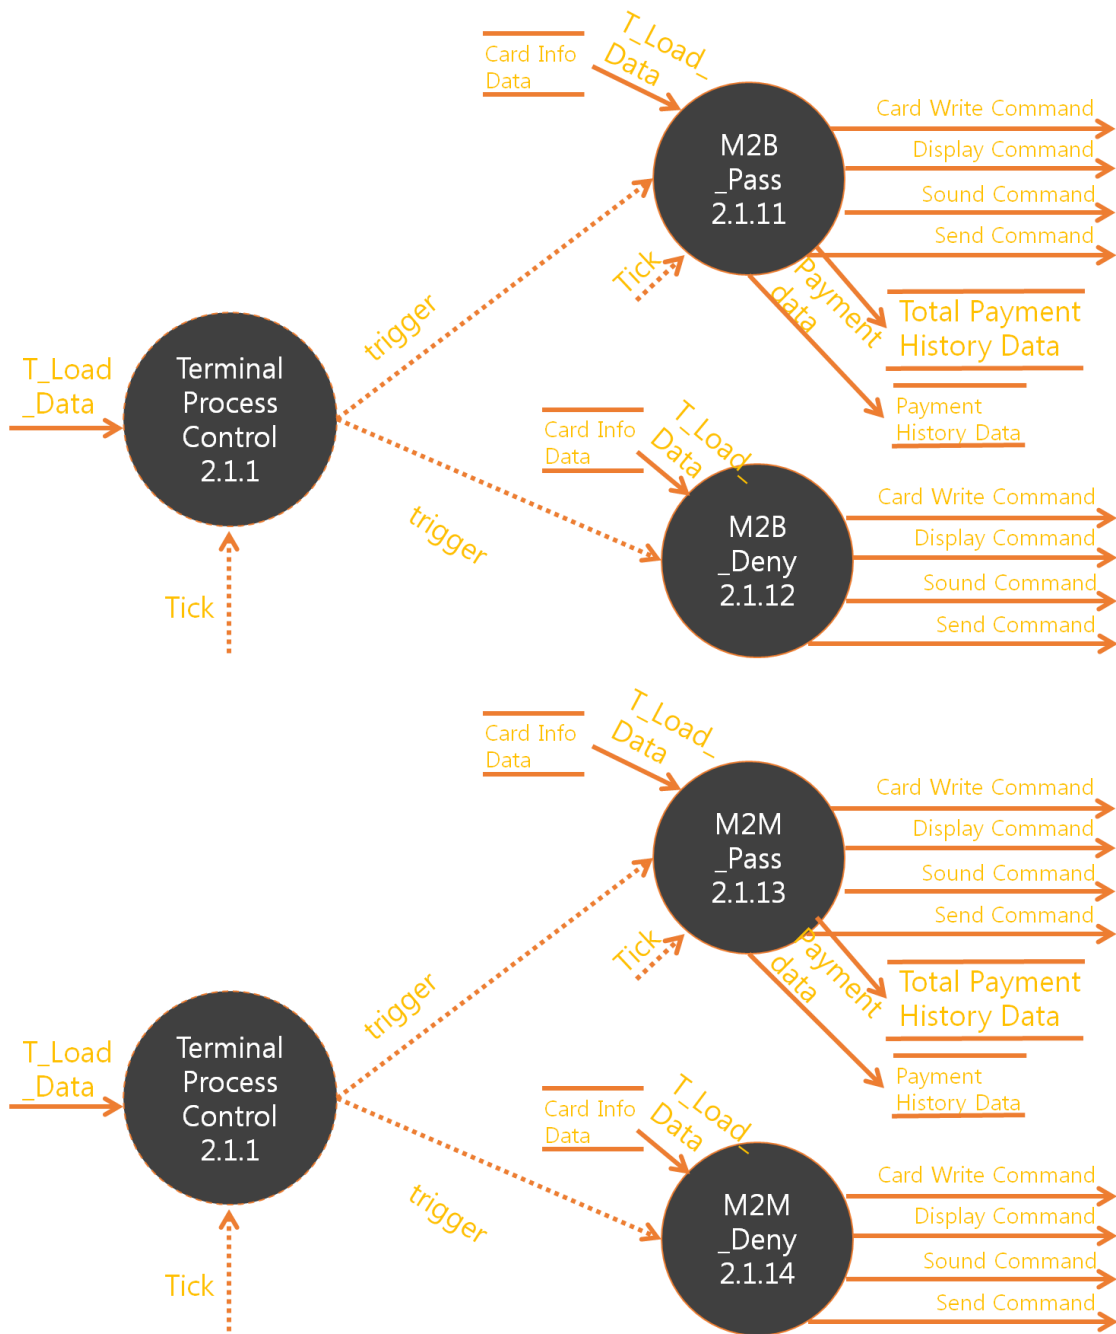 Card Info
Data
T_Load_
Data
M2B
_Pass
2.1.11
Card Write Command
Display Command
Sound Command
Send Command
Tick
Payment
data
Total Payment
History Data
Payment
History Data
trigger
T_Load
_Data
Terminal
Process
Control
2.1.1
Tick
trigger
Card Info
Data
T_Load_
Data
M2B
_Deny
2.1.12
Card Write Command
Display Command
Sound Command
Send Command
Card Info
Data
T_Load_
Data
M2M
_Pass
2.1.13
Card Write Command
Display Command
Sound Command
Send Command
Tick
Payment
data
Total Payment
History Data
Payment
History Data
trigger
T_Load
_Data
Terminal
Process
Control
2.1.1
Tick
trigger
Card Info
Data
T_Load_
Data
M2M
_Deny
2.1.14
Card Write Command
Display Command
Sound Command
Send Command